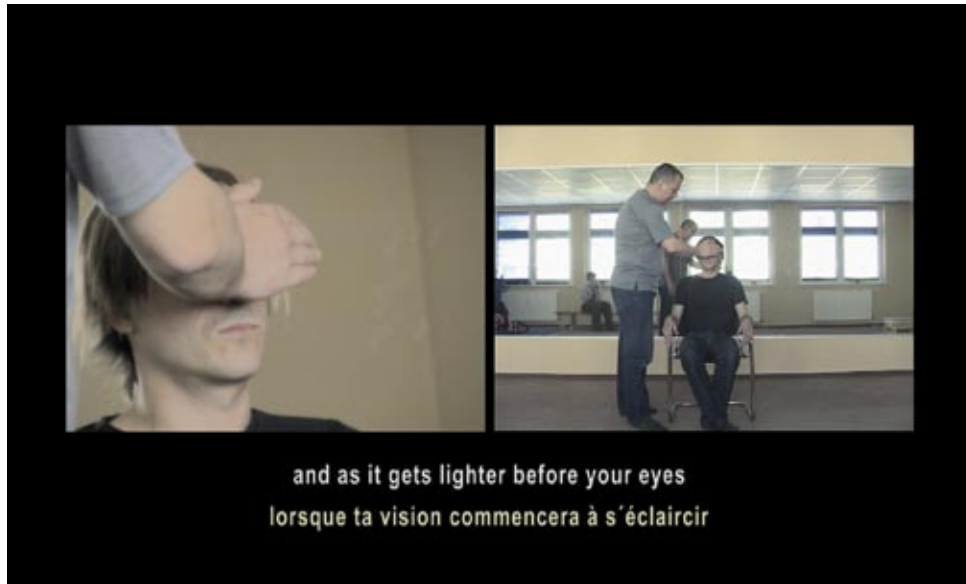 and as it gets lighter before your eyes
lorsque ta vision commencera à s´éclaircir